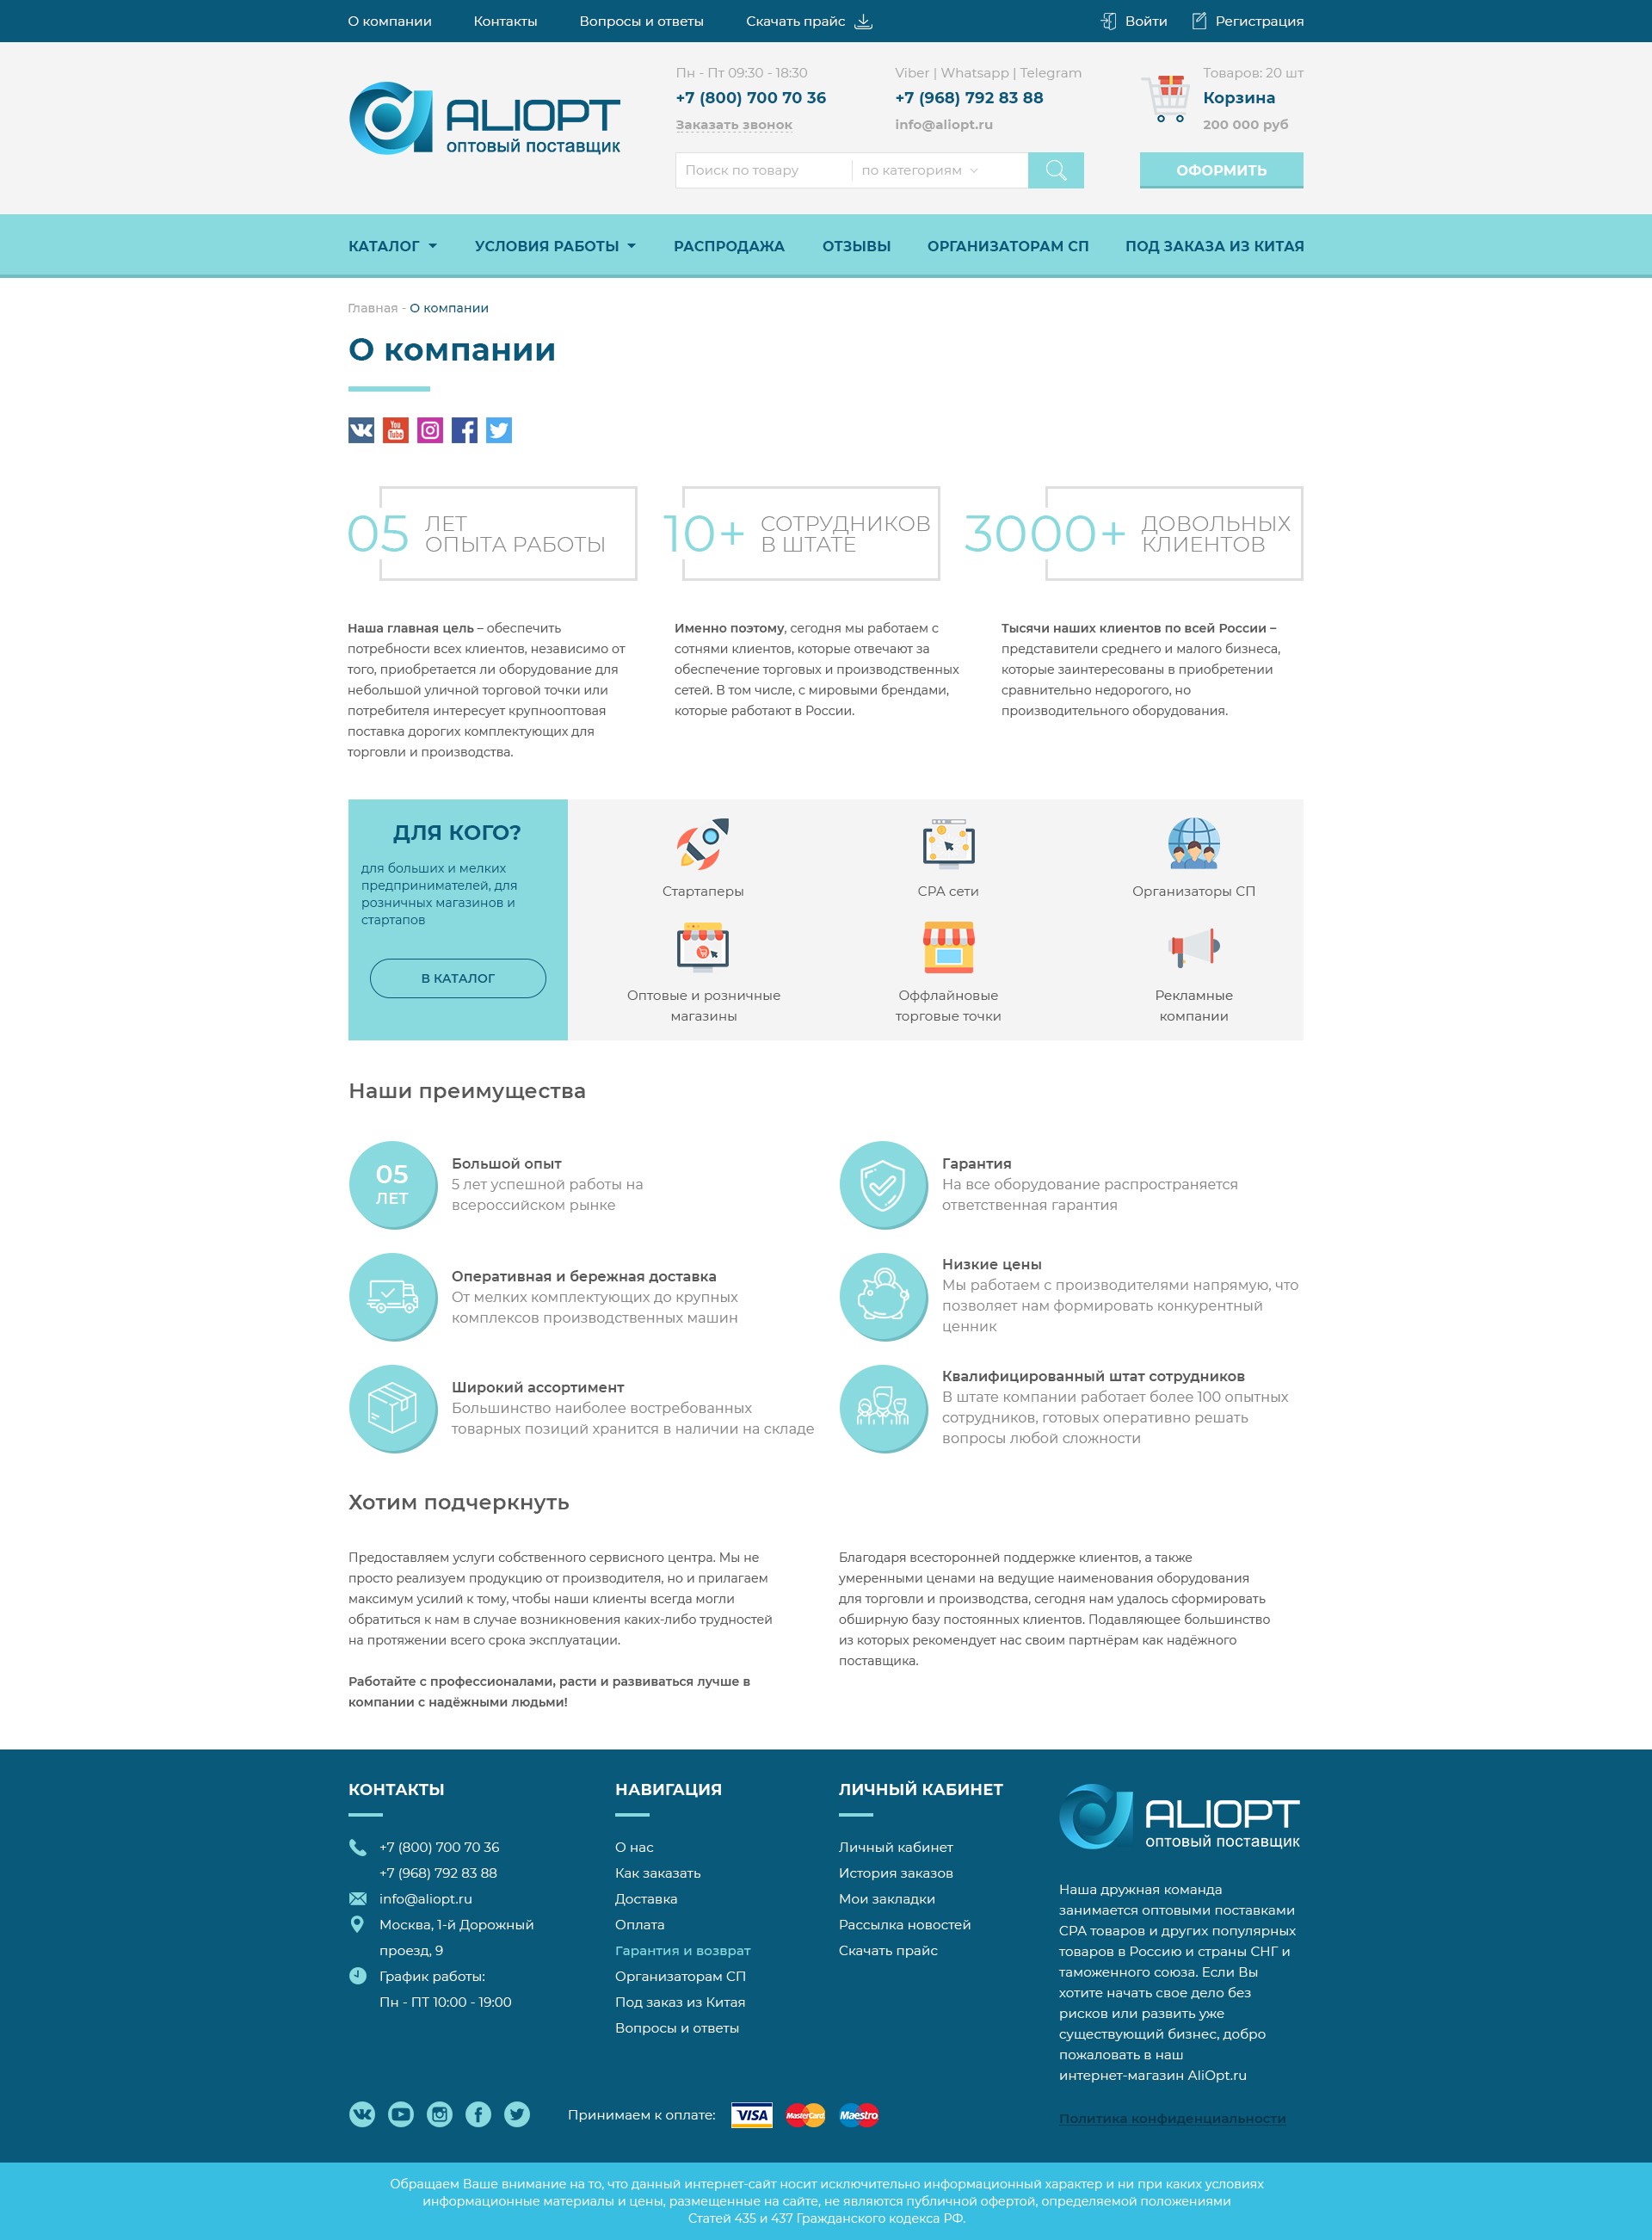 О компании
Контакты
Вопросы и ответы
Скачать прайс
Войти
Регистрация
ALIОРТ
оптовый поставщик
Пн - Пт 09:30 - 18:30
+7 (800) 700 70 36
Заказать звонок
Viber | Whatsapp | Telegram
+7 (968) 792 83 88
info@aliopt.ru
Товаров: 20 шт
Корзина
200 000 руб
Поиск по товару
по категориям
ОФОРМИТЬ
КАТАЛОГ
УСЛОВИЯ РАБОТЫ
РАСПРОДАЖА
ОТЗЫВЫ
ОРГАНИЗАТОРАМ СП
ПОД ЗАКАЗА ИЗ КИТАЯ
Главная - О компании
О компании
You
Tube
05
ЛЕТ
ОПЫТА РАБОТЫ
10+
СОТРУДНИКОВ
В ШТАТЕ
3000+
ДОВОЛЬНЫХ
КЛИЕНТОВ
Наша главная цель – обеспечить
потребности всех клиентов, независимо от
того, приобретается ли оборудование для
небольшой уличной торговой точки или
потребителя интересует крупнооптовая
поставка дорогих комплектующих для
торговли и производства.
Именно поэтому, сегодня мы работаем с
сотнями клиентов, которые отвечают за
обеспечение торговых и производственных
сетей. В том числе, с мировыми брендами,
которые работают в России.
Тысячи наших клиентов по всей России –
представители среднего и малого бизнеса,
которые заинтересованы в приобретении
сравнительно недорогого, но
производительного оборудования.
ДЛЯ КОГО?
для больших и мелких
предпринимателей, для
розничных магазинов и
стартапов
В КАТАЛОГ
Стартаперы
СРА сети
Организаторы СП
Оптовые и розничные
магазины
Оффлайновые
торговые точки
Рекламные
компании
Наши преимущества
05
ЛЕТ
Большой опыт
5 лет успешной работы на
всероссийском рынке
Гарантия
На все оборудование распространяется
ответственная гарантия
Оперативная и бережная доставка
От мелких комплектующих до крупных
комплексов производственных машин
Низкие цены
Мы работаем с производителями напрямую, что
позволяет нам формировать конкурентный
ценник
Широкий ассортимент
Большинство наиболее востребованных
товарных позиций хранится в наличии на складе
Квалифицированный штат сотрудников
В штате компании работает более 100 опытных
сотрудников, готовых оперативно решать
вопросы любой сложности
Хотим подчеркнуть
Предоставляем услуги собственного сервисного центра. Мы не
просто реализуем продукцию от производителя, но и прилагаем
максимум усилий к тому, чтобы наши клиенты всегда могли
обратиться к нам в случае возникновения каких-либо трудностей
на протяжении всего срока эксплуатации.
Работайте с профессионалами, расти и развиваться лучше в
компании с надёжными людьми!
Благодаря всесторонней поддержке клиентов, а также
умеренными ценами на ведущие наименования оборудования
для торговли и производства, сегодня нам удалось сформировать
обширную базу постоянных клиентов. Подавляющее большинство
из которых рекомендует нас своим партнёрам как надёжного
поставщика.
КОНТАКТЫ
+7 (800) 700 70 36
+7 (968) 792 83 88
info@aliopt.ru
Москва, 1-й Дорожный
проезд, 9
График работы:
Пн - ПТ 10:00 - 19:00
НАВИГАЦИЯ
О нас
Как заказать
Доставка
Оплата
Гарантия и возврат
Организаторам СП
Под заказ из Китая
Вопросы и ответы
ЛИЧНЫЙ КАБИНЕТ
Личный кабинет
История заказов
Мои закладки
Рассылка новостей
Скачать прайс
ALIОРТ
оптовый поставщик
Наша дружная команда
занимается оптовыми поставками
СРА товаров и других популярных
товаров в Россию и страны СНГ и
таможенного союза. Если Вы
хотите начать свое дело без
рисков или развить уже
существующий бизнес, добро
пожаловать в наш
интернет-магазин AliOpt.ru
Политика конфиденциальности
Принимаем к оплате:
VISA
MasterCard
Maestro
Обращаем Ваше внимание на то, что данный интернет-сайт носит исключительно информационный характер и ни при каких условиях
информационные материалы и цены, размещенные на сайте, не являются публичной офертой, определяемой положениями
Статей 435 и 437 Гражданского кодекса РФ.